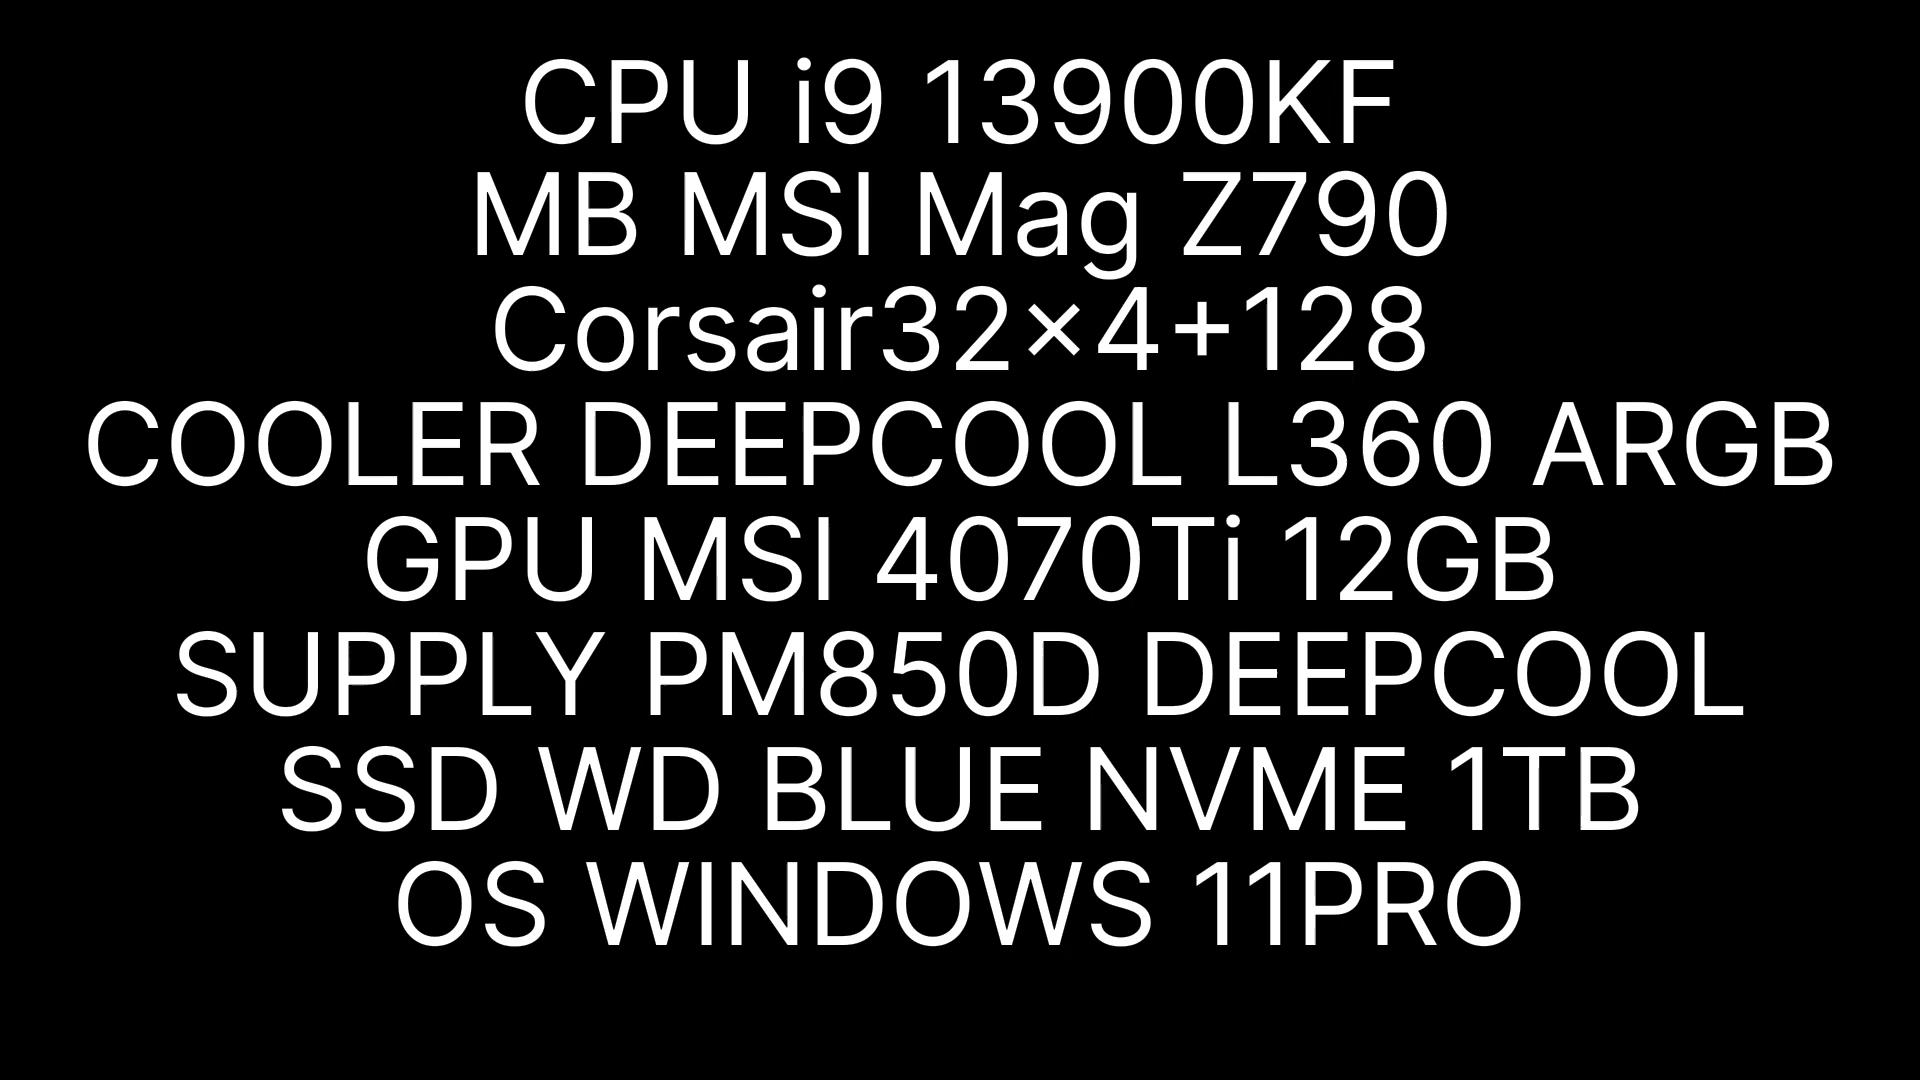 CPU i9 13900KF
MB MSI Mag Z790
Corsair32×4+128
COOLER DEEPCOOL L360 ARGB
GPU MSI 4070Ti 12GB
SUPPLY PM850D DEEPCOOL
SSD WD BLUE NVME 1TB
OS WINDOWS 11PRO